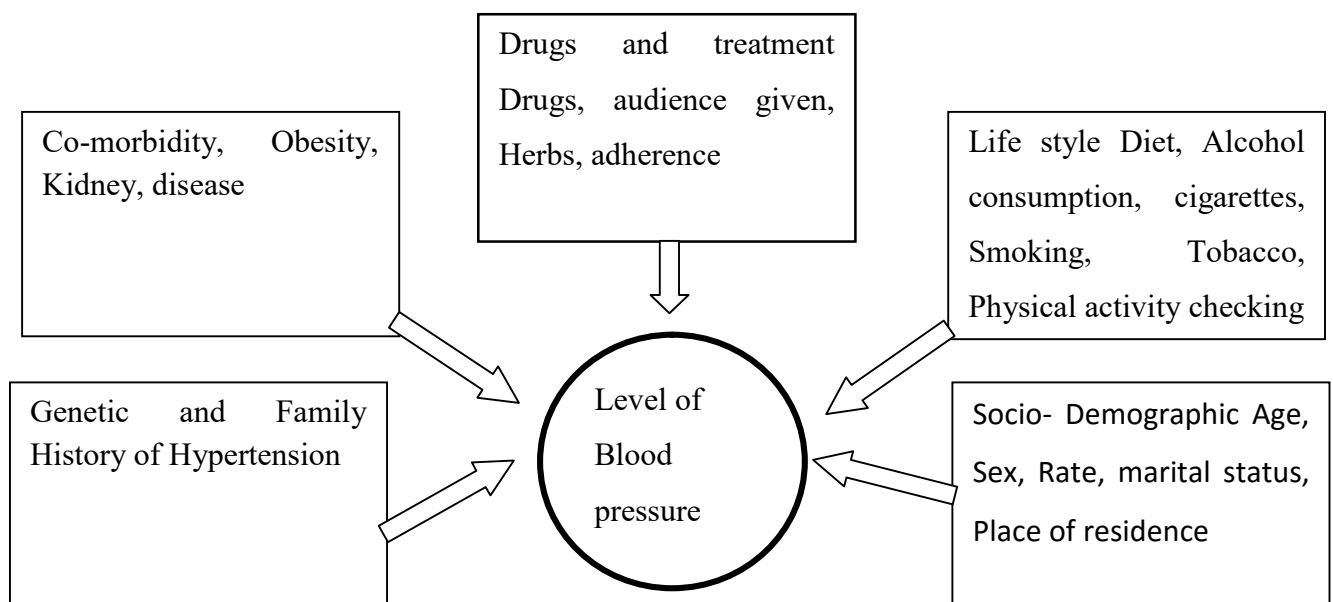 Drugs and treatment
Drugs, audience given,
Herbs, adherence
Co-morbidity, Obesity,
Kidney, disease
Life style Diet, Alcohol
consumption, cigarettes,
Smoking, Tobacco,
Physical activity checking
Genetic and Family
History of Hypertension
Level of
Blood
pressure
Socio- Demographic Age,
Sex, Rate, marital status,
Place of residence